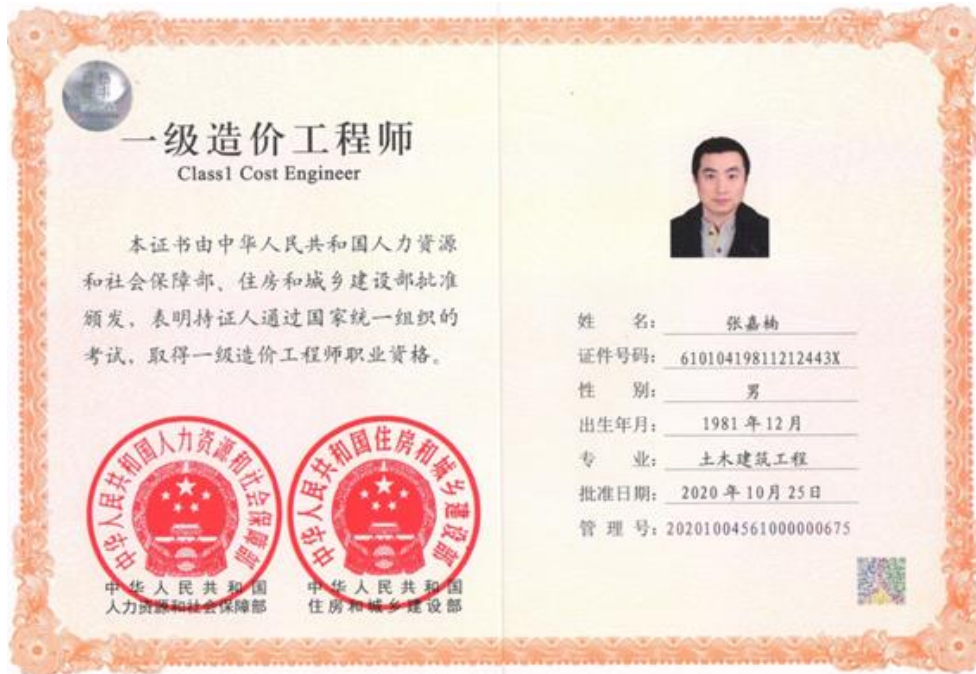 一级造价工程师
Class1 Cost Engineer
本证书由中华人民共和国人力资源
和社会保障部、住房和城乡建设部批准
颁发，表明持证人通过国家统一组织的
考试，取得一级造价工程师职业资格。
中华人民共和国人力资源和社会保障部
中华人民共和国住房和城乡建设部
中华人民共和国
人力资源和社会保障部
中华人民共和国
住房和城乡建设部
姓 名： 张嘉楠
证件号码： 61010419811212443X
性 别： 男
出生年月： 1981年12月
专 业： 土木建筑工程
批准日期： 2020年10月25日
管 理 号：20201004561000000675